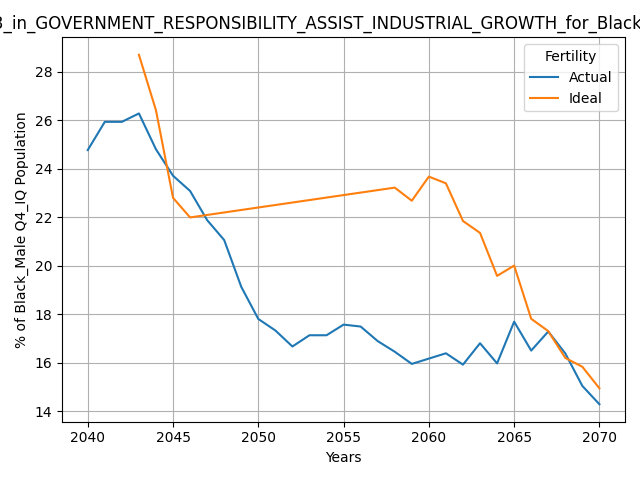 _in_GOVERNMENT_RESPONSIBILITY_ASSIST_INDUSTRIAL_GROWTH_for_Black
Fertility
Actual
Ideal
% of Black_Male Q4_IQ Population
28
26
24
22
20
18
16
14
2040 2045 2050 2055 2060 2065 2070
Years